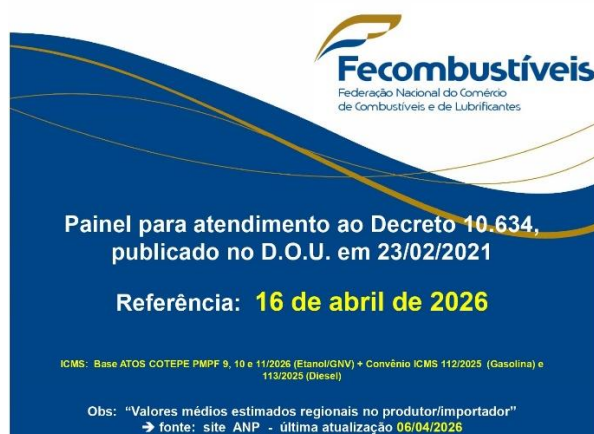 Fecombustíveis
Federação Nacional do Comércio
de Combustíveis e de Lubrificantes
Painel para atendimento ao Decreto 10.634,
publicado no D.O.U. em 23/02/2021
Referência: 16 de abril de 2026
ICMS: Base ATOS COTEPE PMPF 9, 10 e 11/2026 (Etanol/GNV) + Convênio ICMS 112/2025 (Gasolina) e
113/2025 (Diesel)
Obs: “Valores médios estimados regionais no produtor/importador”
➔ fonte: site ANP - última atualização 06/04/2026